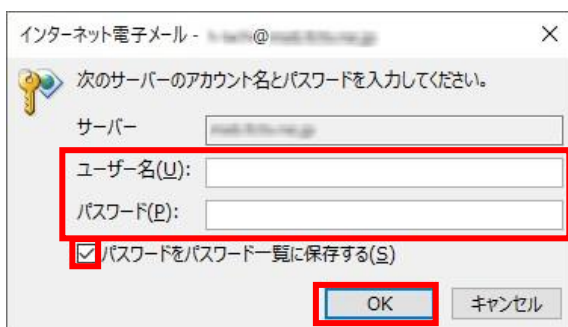 インターネット電子メール - @
次のサーバーのアカウント名とパスワードを入力してください。
サーバー
ユーザー名(U):
パスワード(P):
パスワードをパスワード一覧に保存する(S)
OK キャンセル